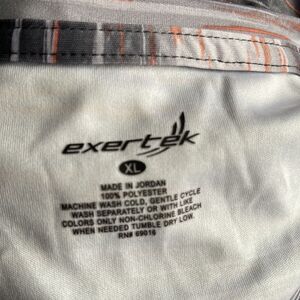 exertek
XL
MADE IN JORDAN
100% POLYESTER
MACHINE WASH COLD, GENTLE CYCLE
WASH SEPARATELY OR WITH LIKE
COLORS ONLY NON-CHLORINE BLEACH
WHEN NEEDED TUMBLE DRY LOW.
RN# 69016